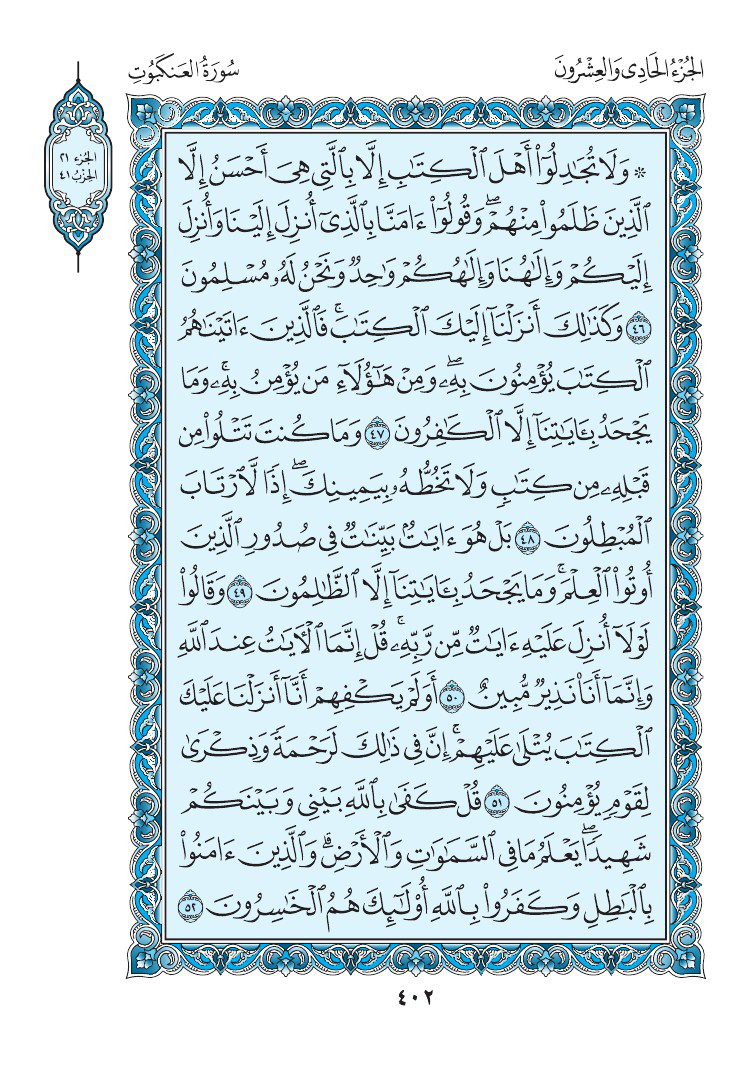 الجُزْءُ الحَادِى وَالعِشْرُونَ
سُورَةُ العَنكَبُوتِ
الجزء ٢١
الحزب ٤١
۞ وَلَا تُجَٰدِلُوٓاْ أَهۡلَ ٱلۡكِتَٰبِ إِلَّا بِٱلَّتِي هِيَ أَحۡسَنُ إِلَّا
ٱلَّذِينَ ظَلَمُواْ مِنۡهُمۡۖ وَقُولُوٓاْ ءَامَنَّا بِٱلَّذِيٓ أُنزِلَ إِلَيۡنَا وَأُنزِلَ
إِلَيۡكُمۡ وَإِلَٰهُنَا وَإِلَٰهُكُمۡ وَٰحِدٞ وَنَحۡنُ لَهُۥ مُسۡلِمُونَ
٤٦ وَكَذَٰلِكَ أَنزَلۡنَآ إِلَيۡكَ ٱلۡكِتَٰبَۚ فَٱلَّذِينَ ءَاتَيۡنَٰهُمُ
ٱلۡكِتَٰبَ يُؤۡمِنُونَ بِهِۦۖ وَمِنۡ هَٰٓؤُلَآءِ مَن يُؤۡمِنُ بِهِۦۚ وَمَا
يَجۡحَدُ بِـَٔايَٰتِنَآ إِلَّا ٱلۡكَٰفِرُونَ ٤٧ وَمَا كُنتَ تَتۡلُواْ مِن
قَبۡلِهِۦ مِن كِتَٰبٖ وَلَا تَخُطُّهُۥ بِيَمِينِكَۖ إِذٗا لَّٱرۡتَابَ
ٱلۡمُبۡطِلُونَ ٤٨ بَلۡ هُوَ ءَايَٰتُۢ بَيِّنَٰتٞ فِي صُدُورِ ٱلَّذِينَ
أُوتُواْ ٱلۡعِلۡمَۚ وَمَا يَجۡحَدُ بِـَٔايَٰتِنَآ إِلَّا ٱلظَّٰلِمُونَ ٤٩ وَقَالُواْ
لَوۡلَآ أُنزِلَ عَلَيۡهِ ءَايَٰتٞ مِّن رَّبِّهِۦۚ قُلۡ إِنَّمَا ٱلۡأٓيَٰتُ عِندَ ٱللَّهِ
وَإِنَّمَآ أَنَا۠ نَذِيرٞ مُّبِينٌ ٥٠ أَوَلَمۡ يَكۡفِهِمۡ أَنَّآ أَنزَلۡنَا عَلَيۡكَ
ٱلۡكِتَٰبَ يُتۡلَىٰ عَلَيۡهِمۡۚ إِنَّ فِي ذَٰلِكَ لَرَحۡمَةٗ وَذِكۡرَىٰ
لِقَوۡمٖ يُؤۡمِنُونَ ٥١ قُلۡ كَفَىٰ بِٱللَّهِ بَيۡنِي وَبَيۡنَكُمۡ
شَهِيدٗاۖ يَعۡلَمُ مَا فِي ٱلسَّمَٰوَٰتِ وَٱلۡأَرۡضِۗ وَٱلَّذِينَ ءَامَنُواْ
بِٱلۡبَٰطِلِ وَكَفَرُواْ بِٱللَّهِ أُوْلَٰٓئِكَ هُمُ ٱلۡخَٰسِرُونَ ٥٢
٤٠٢